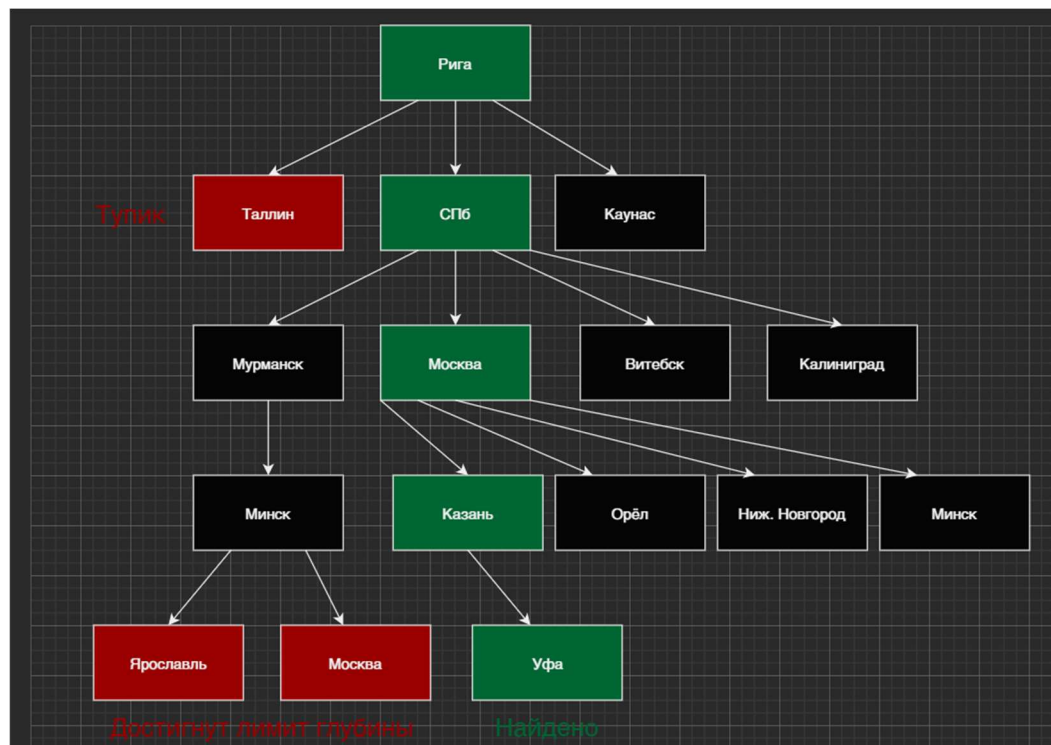 Рига
Тупик
Таллин
СПб
Каунас
Мурманск
Москва
Витебск
Калиниград
Минск
Казань
Орёл
Ниж. Новгород
Минск
Ярославль
Москва
Уфа
Достигнут лимит глубины
Найдено